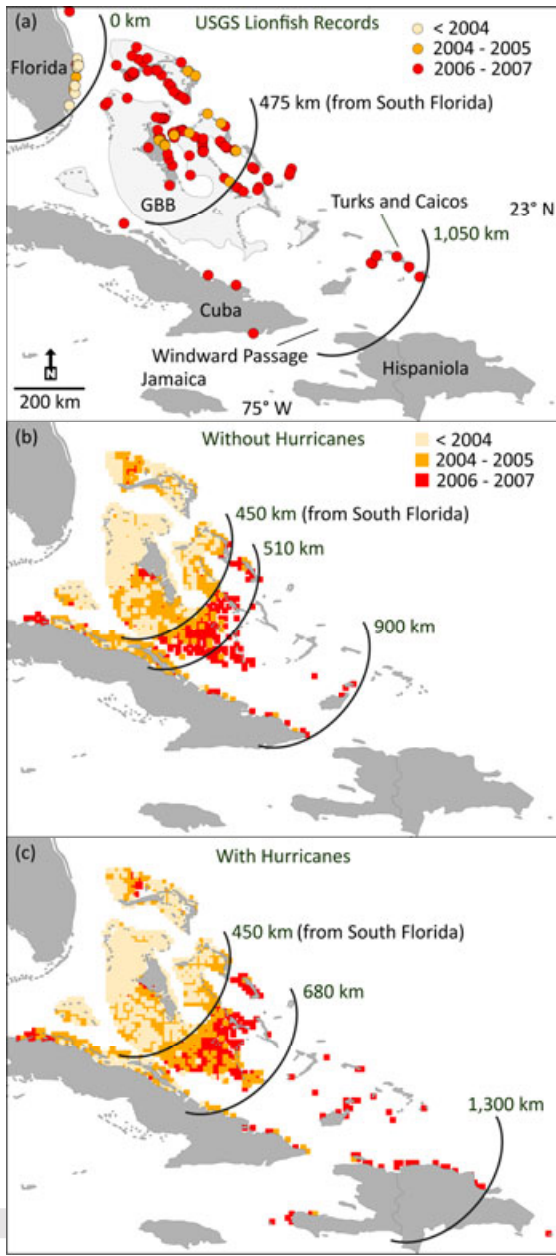 (a)
0 km
USGS Lionfish Records
< 2004
2004 - 2005
2006 - 2007
Florida
475 km (from South Florida)
GBB
Turks and Caicos
23° N
1,050 km
Cuba
Windward Passage
Hispaniola
Jamaica
N
200 km
75° W
(b)
Without Hurricanes
< 2004
2004 - 2005
2006 - 2007
450 km (from South Florida)
510 km
900 km
(c)
With Hurricanes
450 km (from South Florida)
680 km
1,300 km